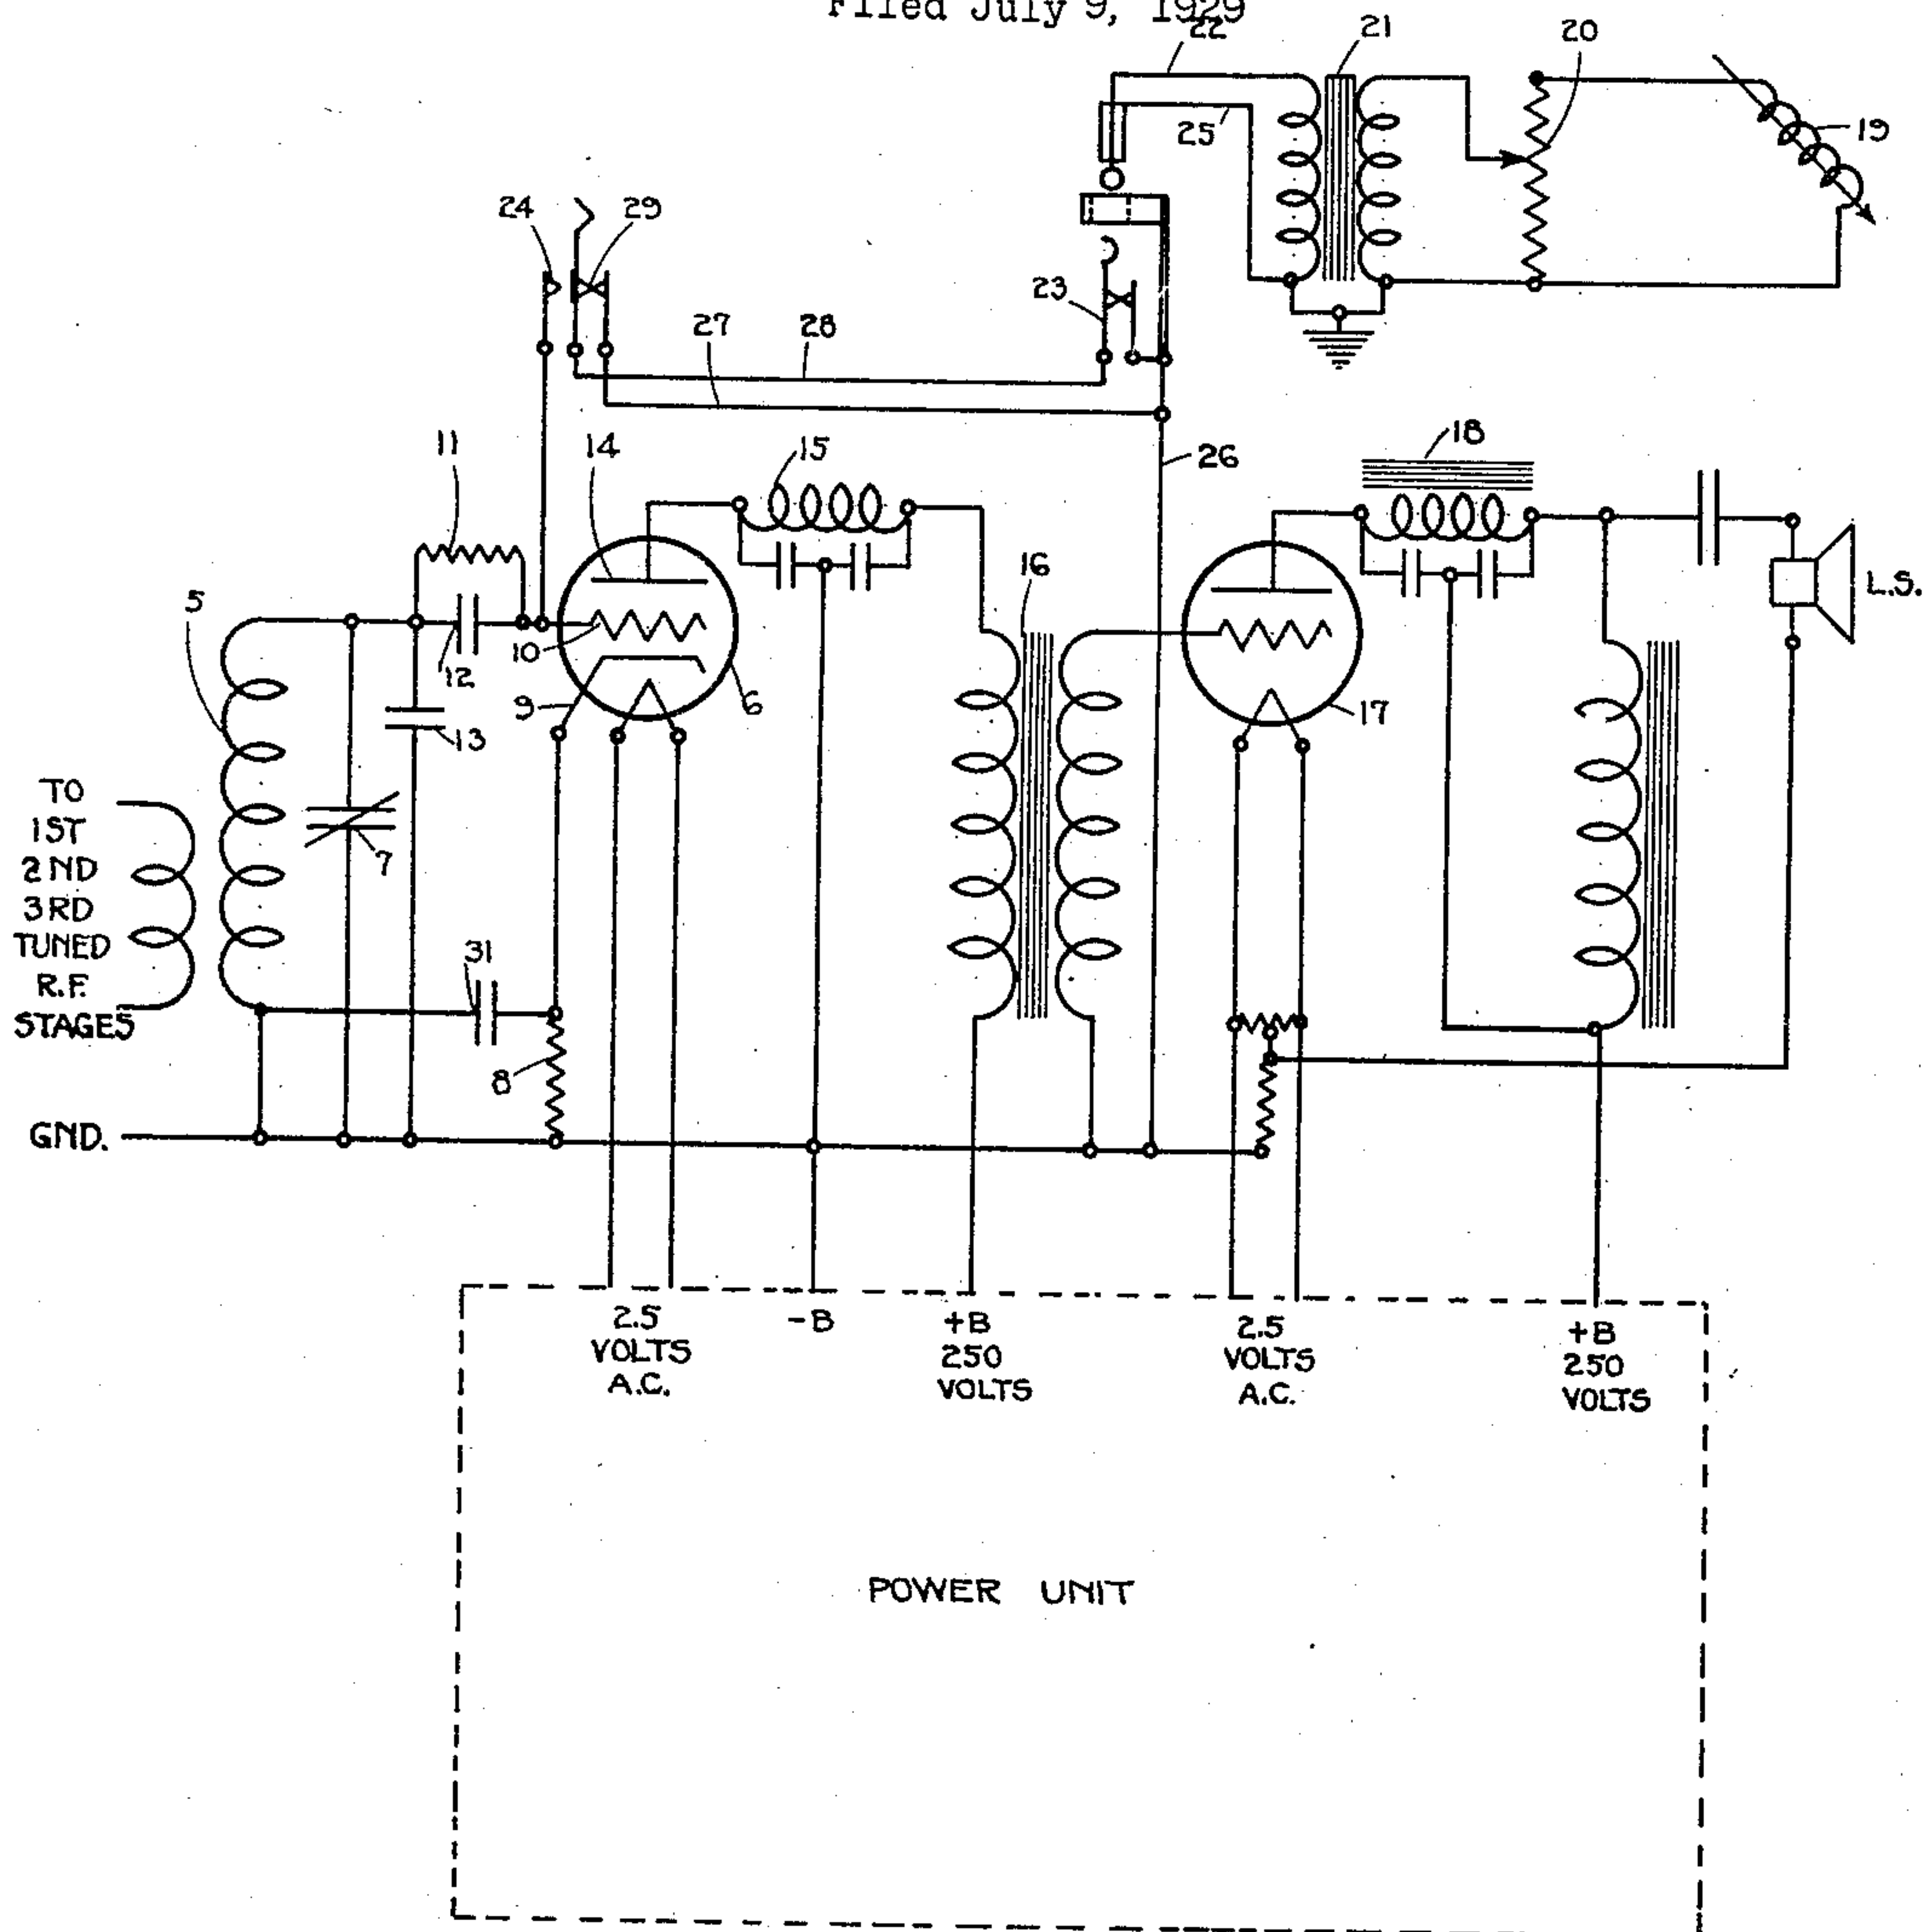 Filed July 9, 1929
22
21
20
25
19
24
29
23
27
28
11
14
15
26
18
16
5
L.S.
10
12
9
6
17
13
TO
1ST
2ND
3RD
TUNED
R.F.
STAGES
7
31
8
GND.
2.5
VOLTS
A.C.
-B
+B
250
VOLTS
2.5
VOLTS
A.C.
+B
250
VOLTS
POWER UNIT